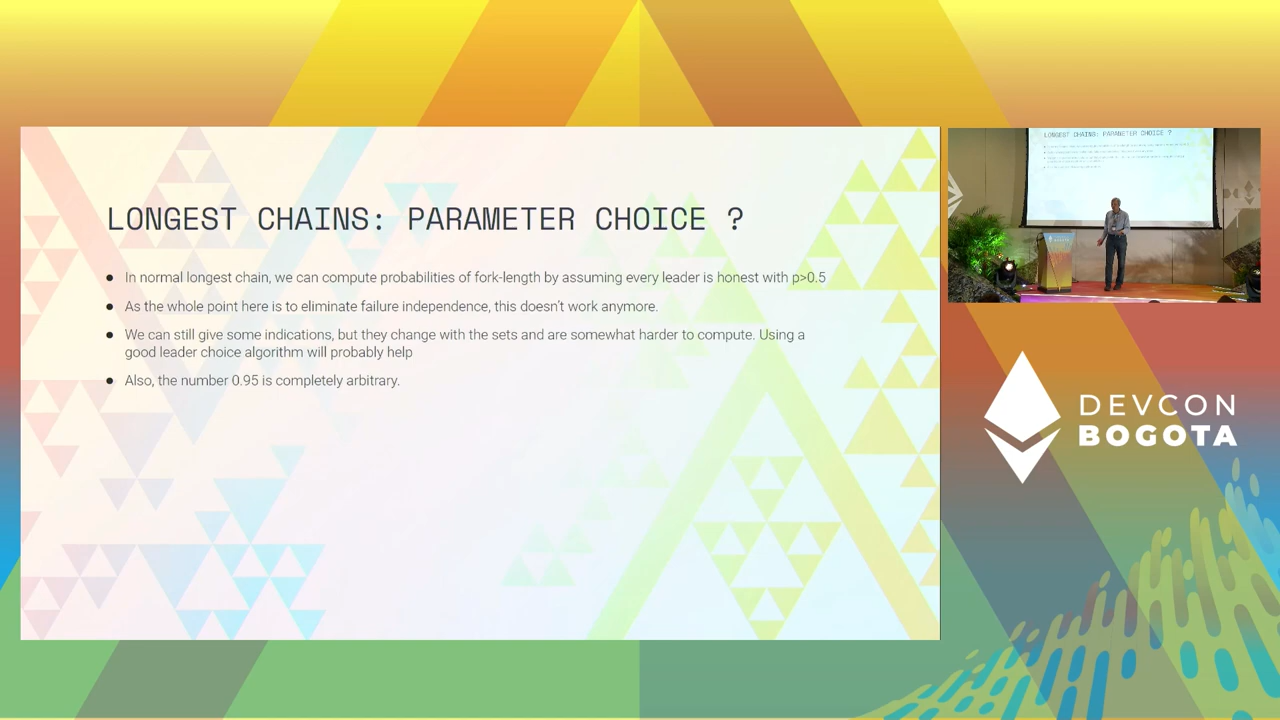 LONGEST CHAINS: PARAMETER CHOICE ?
● In normal longest chain, we can compute probabilities of fork-length by assuming every leader is honest with p>0.5
● As the whole point here is to eliminate failure independence, this doesn't work anymore.
● We can still give some indications, but they change with the sets and are somewhat harder to compute. Using a
good leader choice algorithm will probably help
● Also, the number 0.95 is completely arbitrary.
LONGEST CHAINS: PARAMETER CHOICE ?
DEVCON
BOGOTA